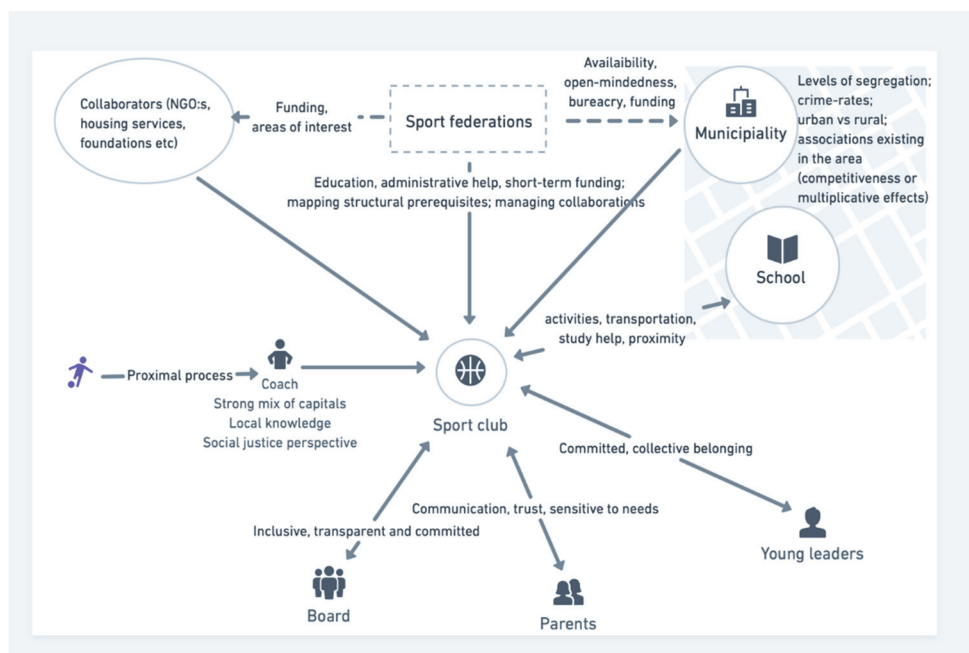 Collaborators (NGO:s,
housing services,
foundations etc)
Funding,
areas of interest
Sport federations
Availaibility,
open-mindedness,
bureacry, funding
Municipiality
Levels of segregation;
crime-rates;
urban vs rural;
associations existing
in the area
(competitiveness or
multiplicative effects)
Education, administrative help, short-term funding;
mapping structural prerequisites; managing collaborations
School
activities, transportation,
study help, proximity
Proximal process
Coach
Strong mix of capitals
Local knowledge
Social justice perspective
Sport club
Committed, collective belonging
Communication, trust, sensitive to needs
Inclusive, transparent and committed
Young leaders
Board
Parents